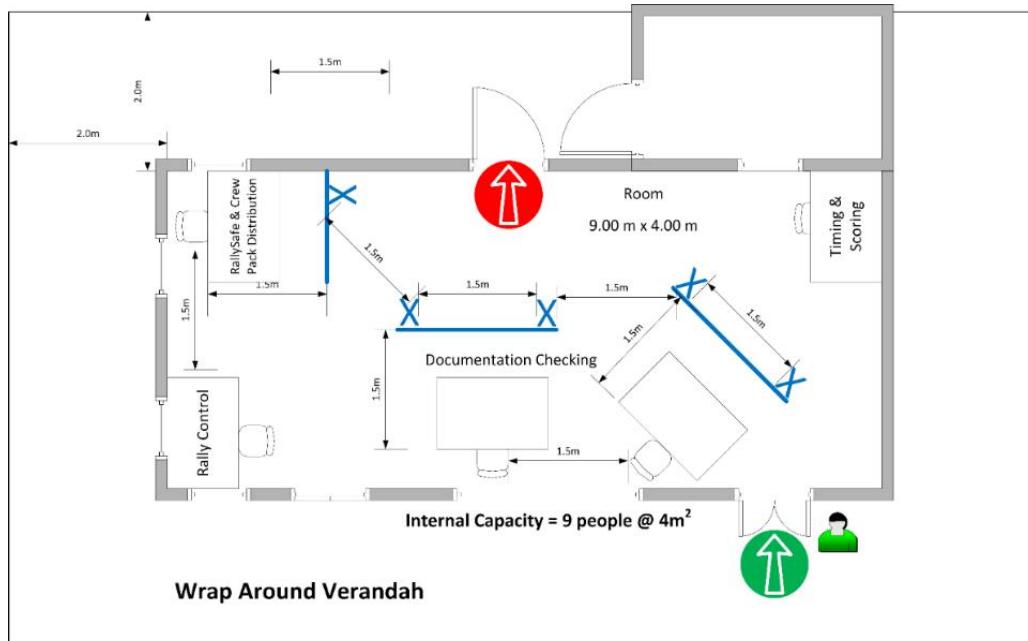 1.5m
2.0m
2.0m
RallySafe & Crew
Pack Distribution
Room
9.00 m x 4.00 m
Timing &
Scoring
1.5m
1.5m
1.5m
1.5m
1.5m
1.5m
1.5m
Documentation Checking
1.5m
Rally Control
1.5m
Internal Capacity = 9 people @ 4m²
Wrap Around Verandah